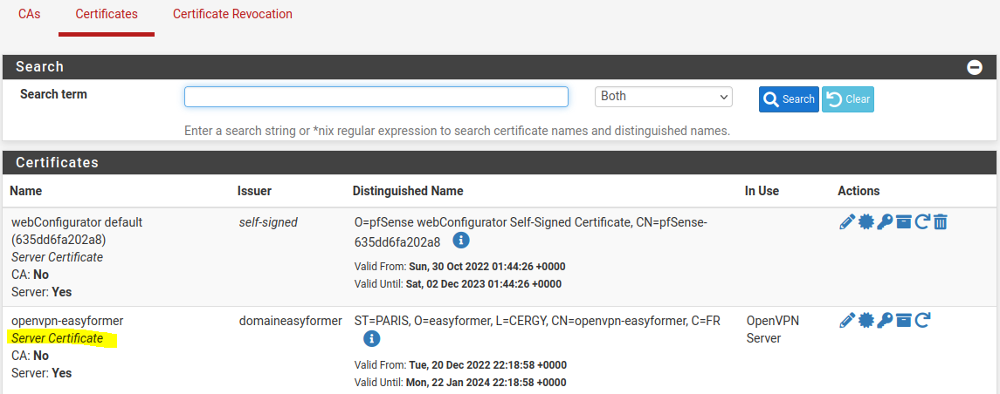 CAs Certificates Certificate Revocation
Search
Search term Both Search Clear
Enter a search string or *nix regular expression to search certificate names and distinguished names.
Certificates
Name Issuer Distinguished Name In Use Actions
webConfigurator default
(635dd6fa202a8)
Server Certificate
CA: No
Server: Yes
self-signed
O=pfSense webConfigurator Self-Signed Certificate, CN=pfSense-
635dd6fa202a8
Valid From: Sun, 30 Oct 2022 01:44:26 +0000
Valid Until: Sat, 02 Dec 2023 01:44:26 +0000
openvpn-easyformer
Server Certificate
CA: No
Server: Yes
domaineasyformer
ST=PARIS, O=easyformer, L=CERGY, CN=openvpn-easyformer, C=FR
Valid From: Tue, 20 Dec 2022 22:18:58 +0000
Valid Until: Mon, 22 Jan 2024 22:18:58 +0000
OpenVPN
Server